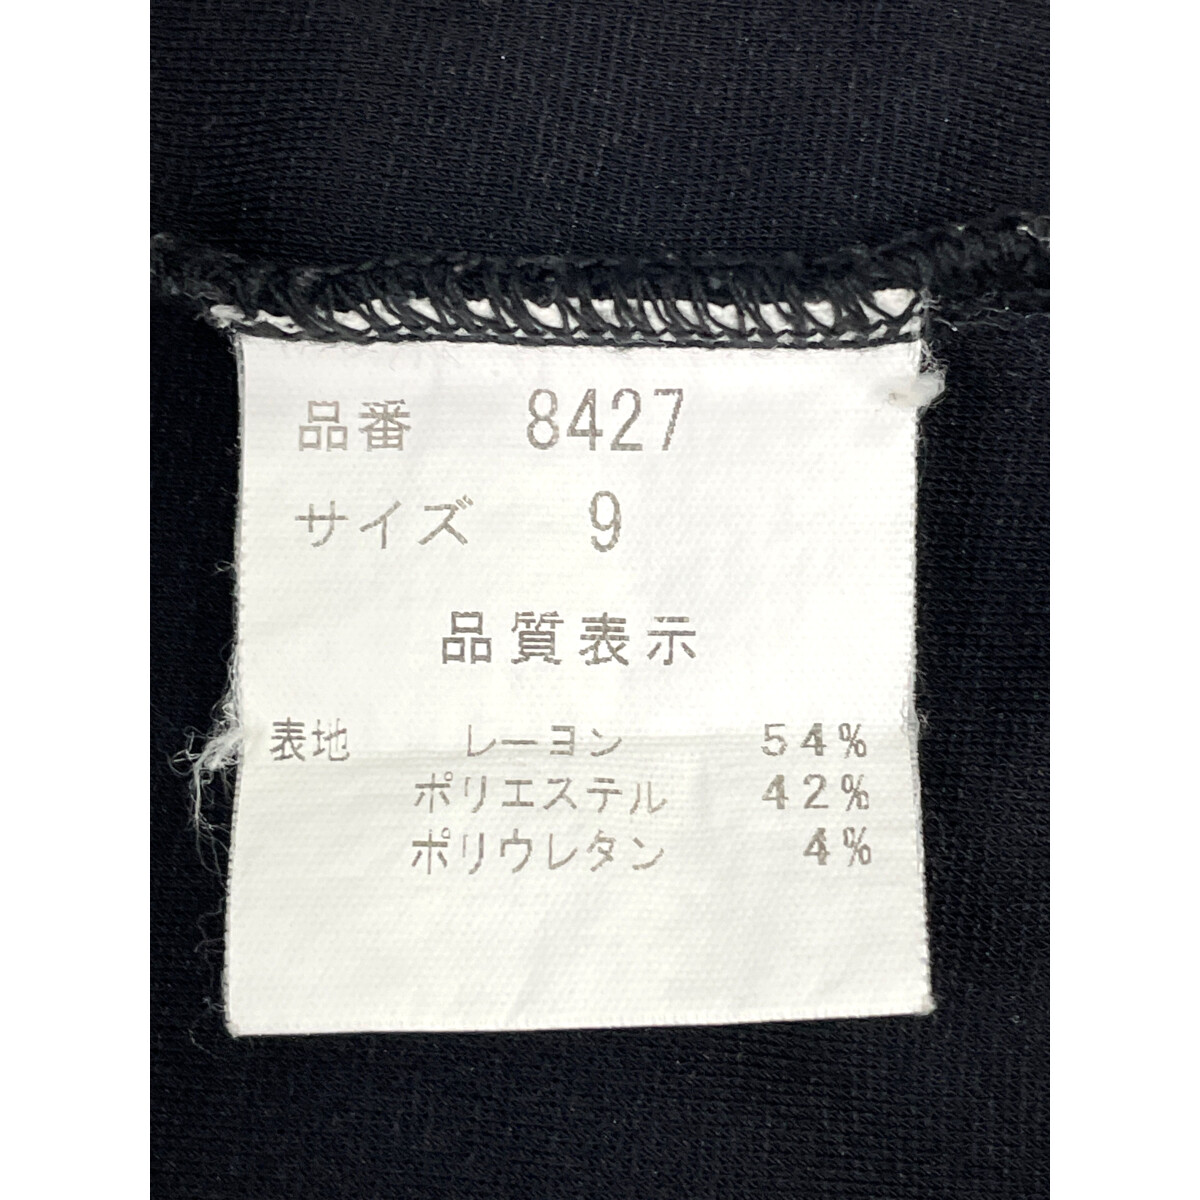 品番 8427
サイズ 9
品質表示
表地 レーヨン 54%
ポリエステル 42%
ポリウレタン 4%